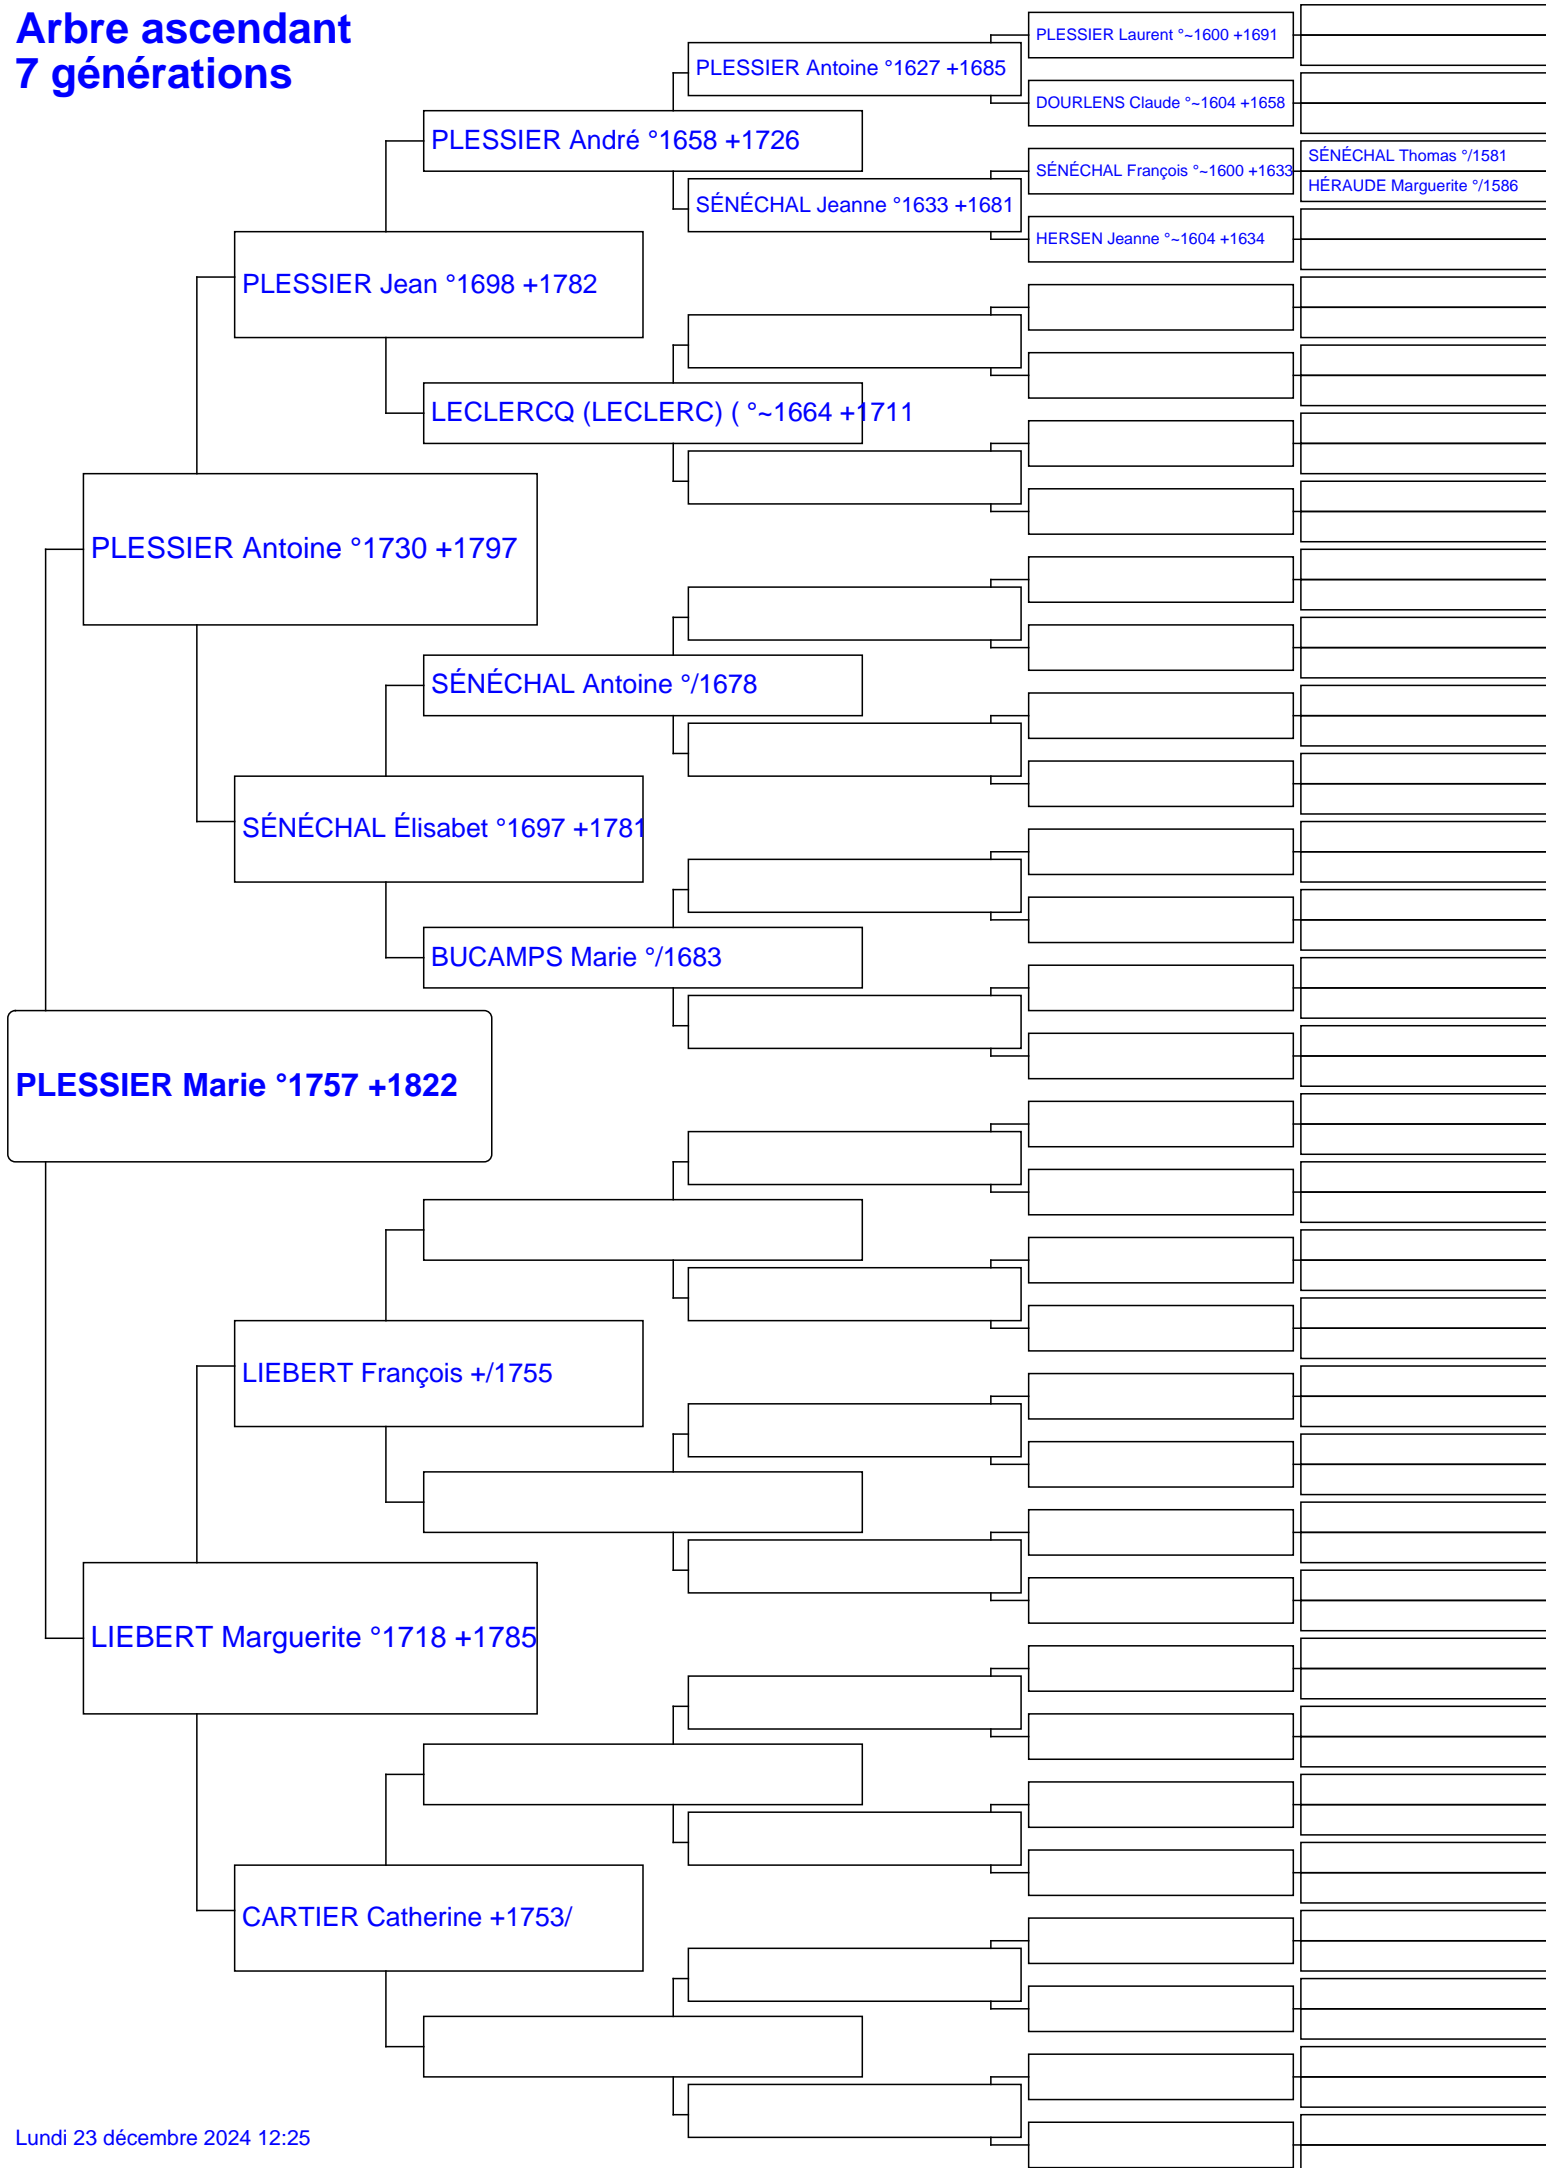 Arbre ascendant
7 générations
PLESSIER Laurent °~1600 +1691
PLESSIER Antoine °1627 +1685
DOURLENS Claude °~1604 +1658
PLESSIER André °1658 +1726
SÉNÉCHAL Thomas °/1581
SÉNÉCHAL François °~1600 +1633
HÉRAUDE Marguerite °/1586
SÉNÉCHAL Jeanne °1633 +1681
HERSEN Jeanne °~1604 +1634
PLESSIER Jean °1698 +1782
LECLERCQ (LECLERC) ( °~1664 +1711
PLESSIER Antoine °1730 +1797
SÉNÉCHAL Antoine °/1678
SÉNÉCHAL Élisabet °1697 +1781
BUCAMPS Marie °/1683
PLESSIER Marie °1757 +1822
LIEBERT François +/1755
LIEBERT Marguerite °1718 +1785
CARTIER Catherine +1753/
Lundi 23 décembre 2024 12:25